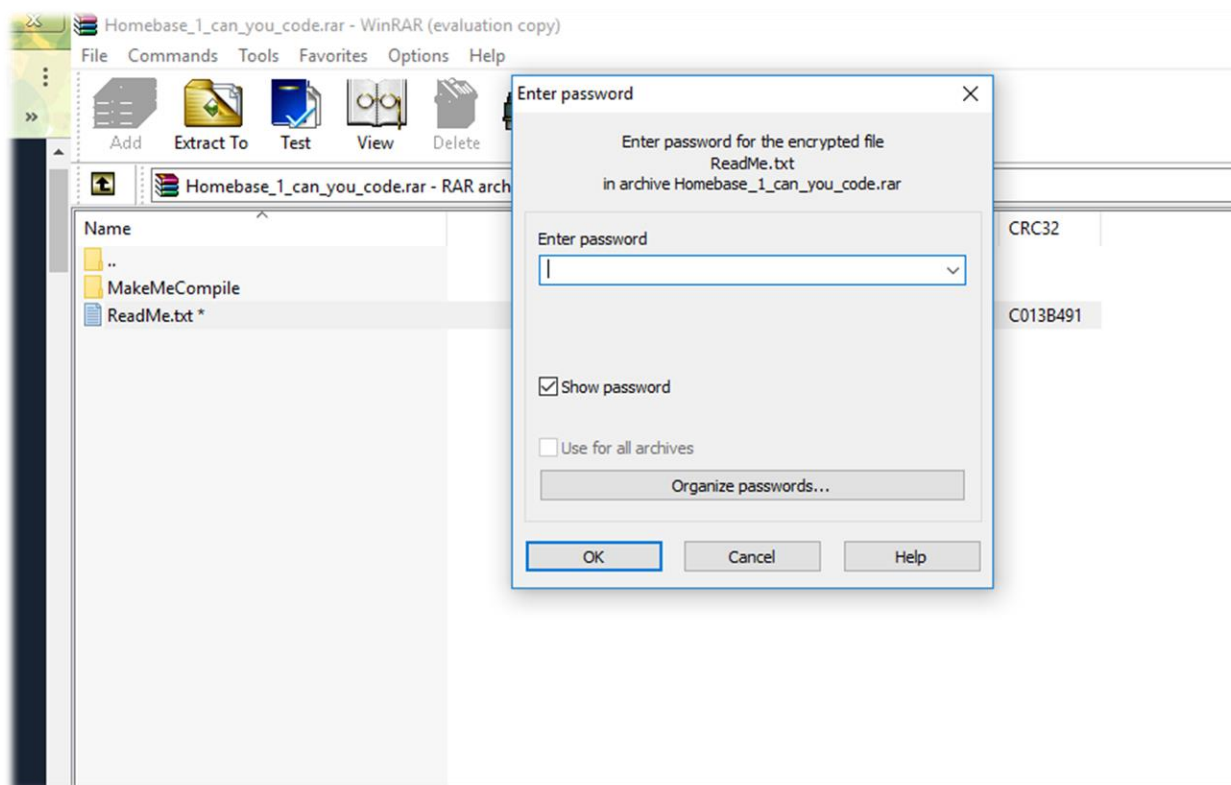 Homebase_1_can_you_code.rar - WinRAR (evaluation copy)
File Commands Tools Favorites Options Help
Add Extract To Test View Delete
Homebase_1_can_you_code.rar - RAR arch
Name CRC32
..
MakeMeCompile
ReadMe.txt * C013B491
Enter password
Enter password for the encrypted file
ReadMe.txt
in archive Homebase_1_can_you_code.rar
Enter password
Show password
Use for all archives
Organize passwords...
OK Cancel Help